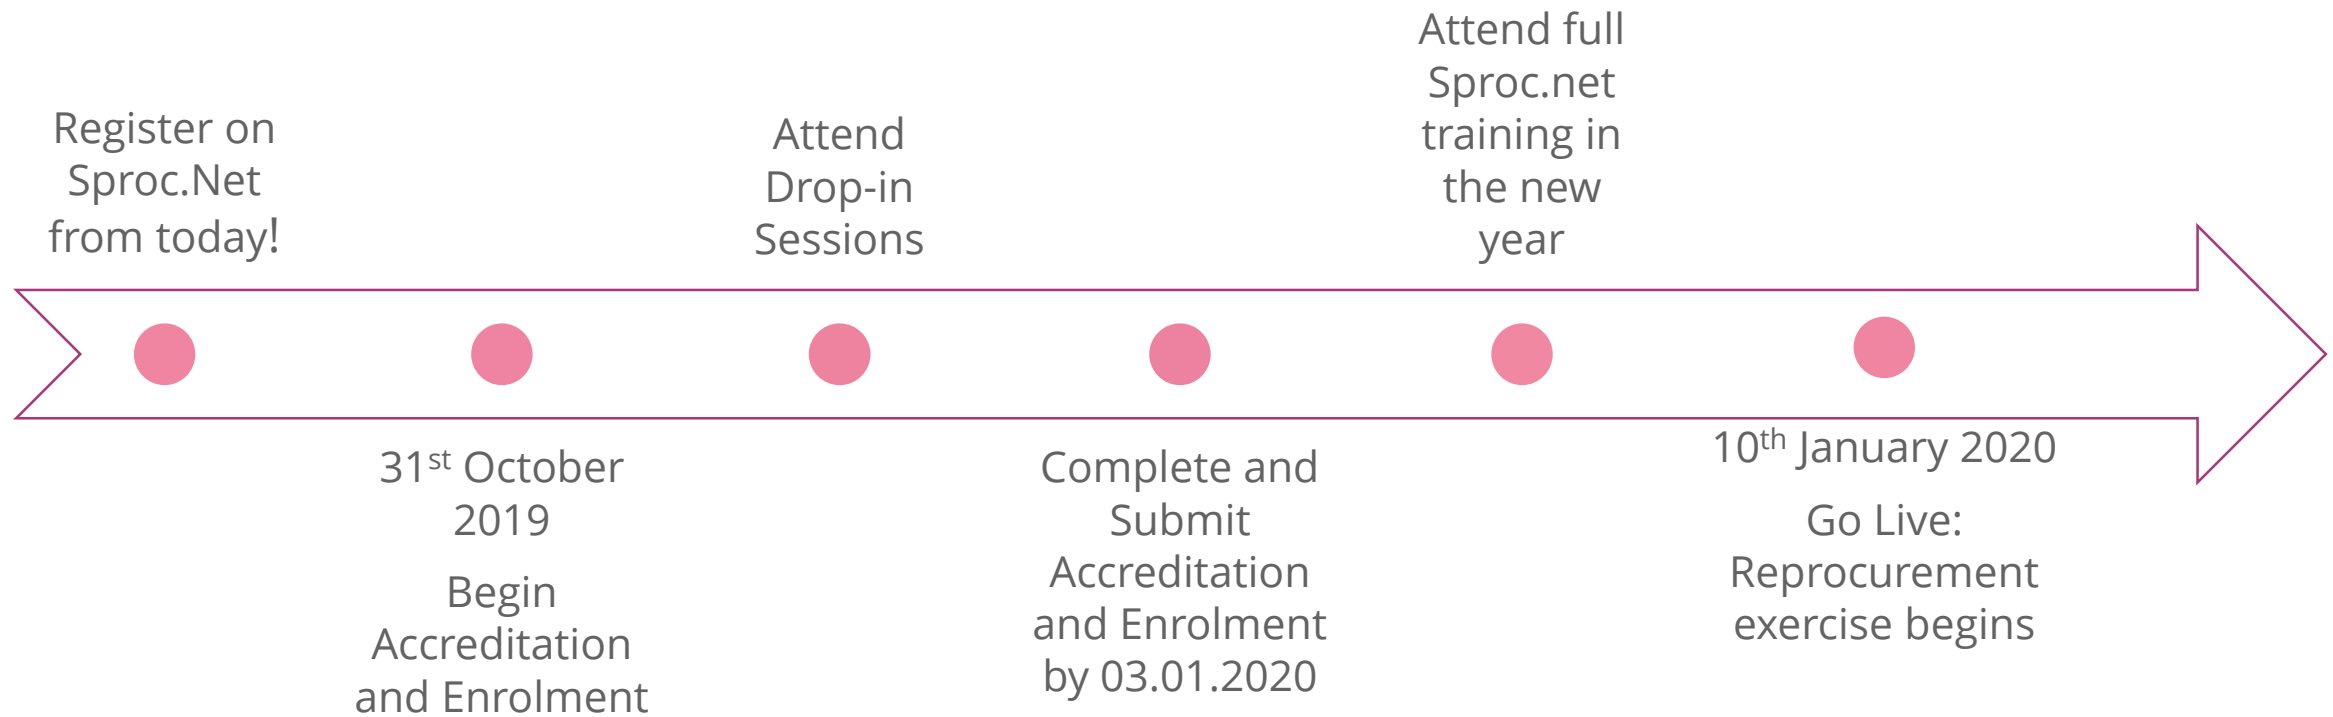 Register on
Sproc.Net
from today!
31st October
2019
Begin
Accreditation
and Enrolment
Attend
Drop-in
Sessions
Complete and
Submit
Accreditation
and Enrolment
by 03.01.2020
Attend full
Sproc.net
training in
the new
year
10th January 2020
Go Live:
Reprocurement
exercise begins